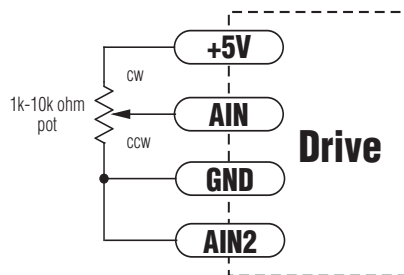 +5V
CW
1k-10k ohm
pot
AIN
CCW
Drive
GND
AIN2